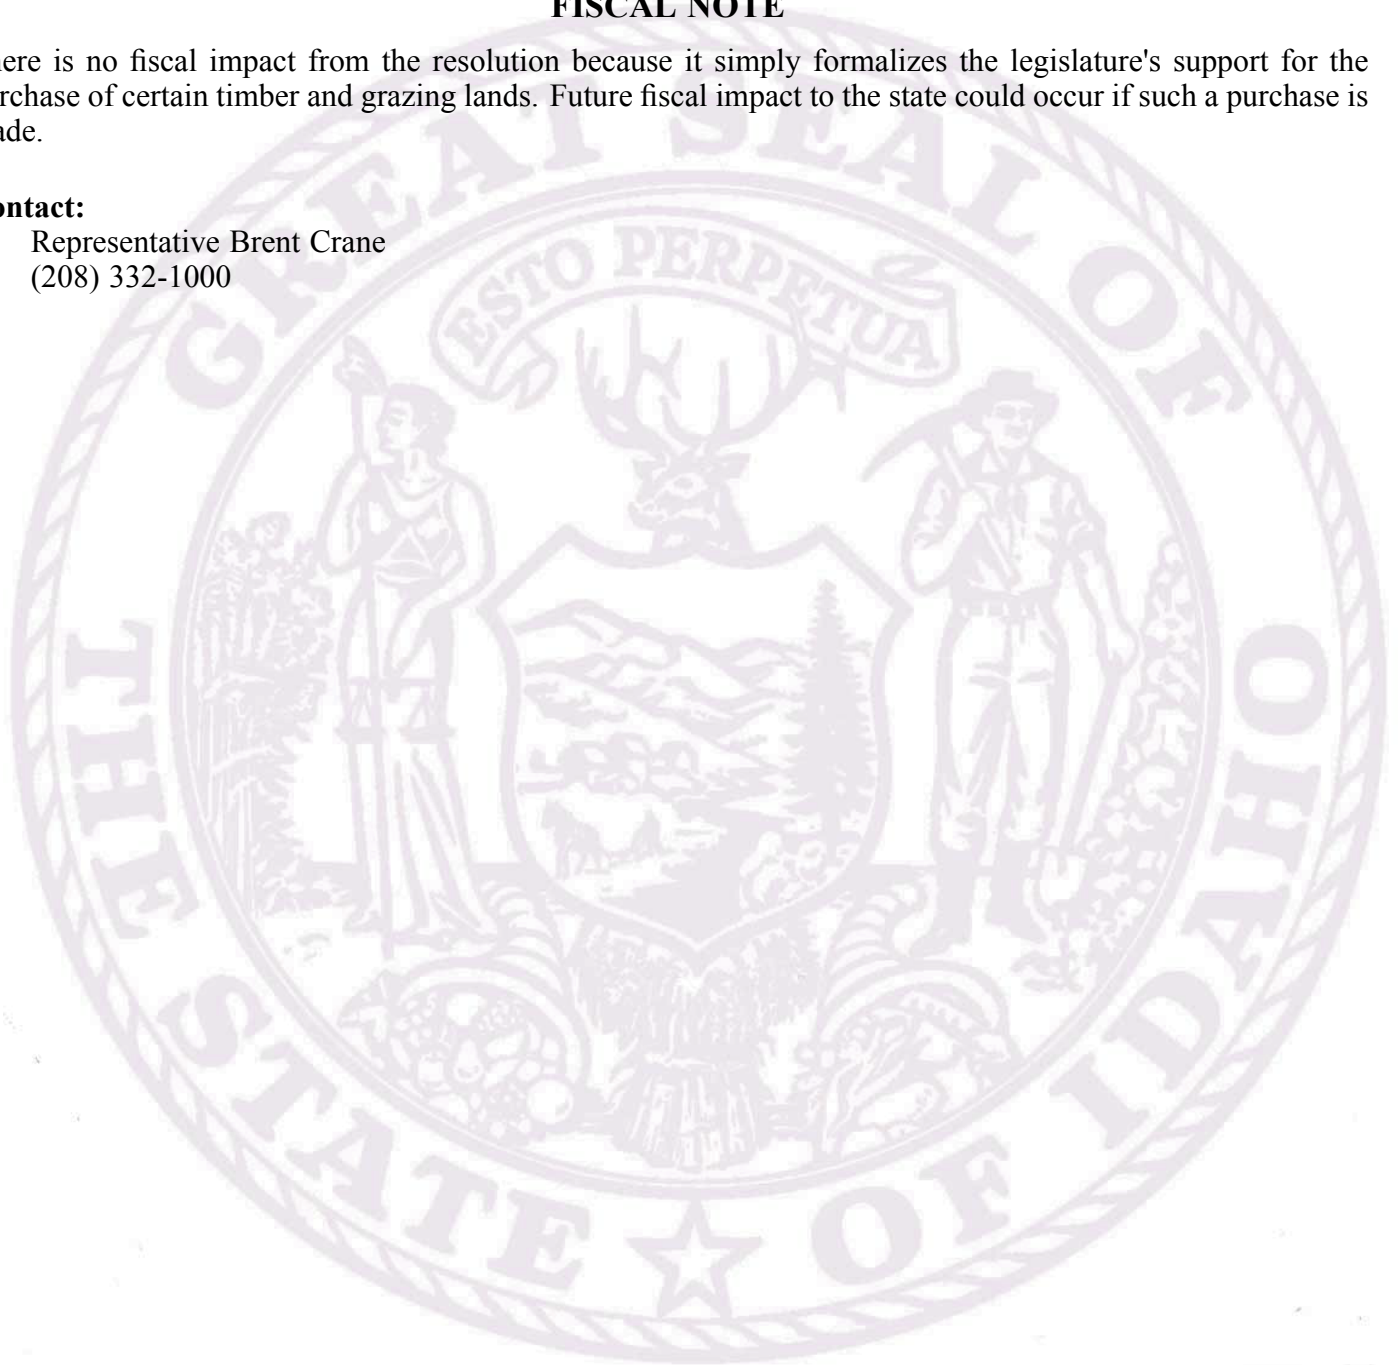 FISCAL NOTE
here is no fiscal impact from the resolution because it simply formalizes the legislature's support for the
rchase of certain timber and grazing lands. Future fiscal impact to the state could occur if such a purchase is
ade.
ontact:
Representative Brent Crane
(208) 332-1000
GREAT SEAL OF
ESTO PERPETUA
THE
STATE OF IDAHO